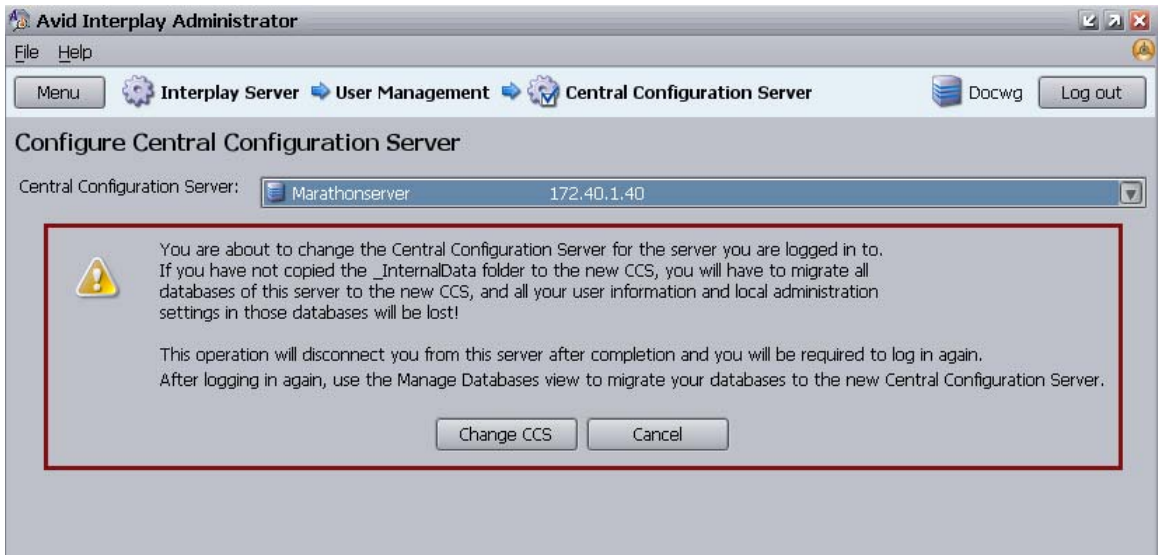 Avid Interplay Administrator
File Help
Menu Interplay Server User Management Central Configuration Server Docwg Log out
Configure Central Configuration Server
Central Configuration Server: Marathonserver 172.40.1.40
You are about to change the Central Configuration Server for the server you are logged in to.
If you have not copied the _InternalData folder to the new CCS, you will have to migrate all
databases of this server to the new CCS, and all your user information and local administration
settings in those databases will be lost!
This operation will disconnect you from this server after completion and you will be required to log in again.
After logging in again, use the Manage Databases view to migrate your databases to the new Central Configuration Server.
Change CCS Cancel